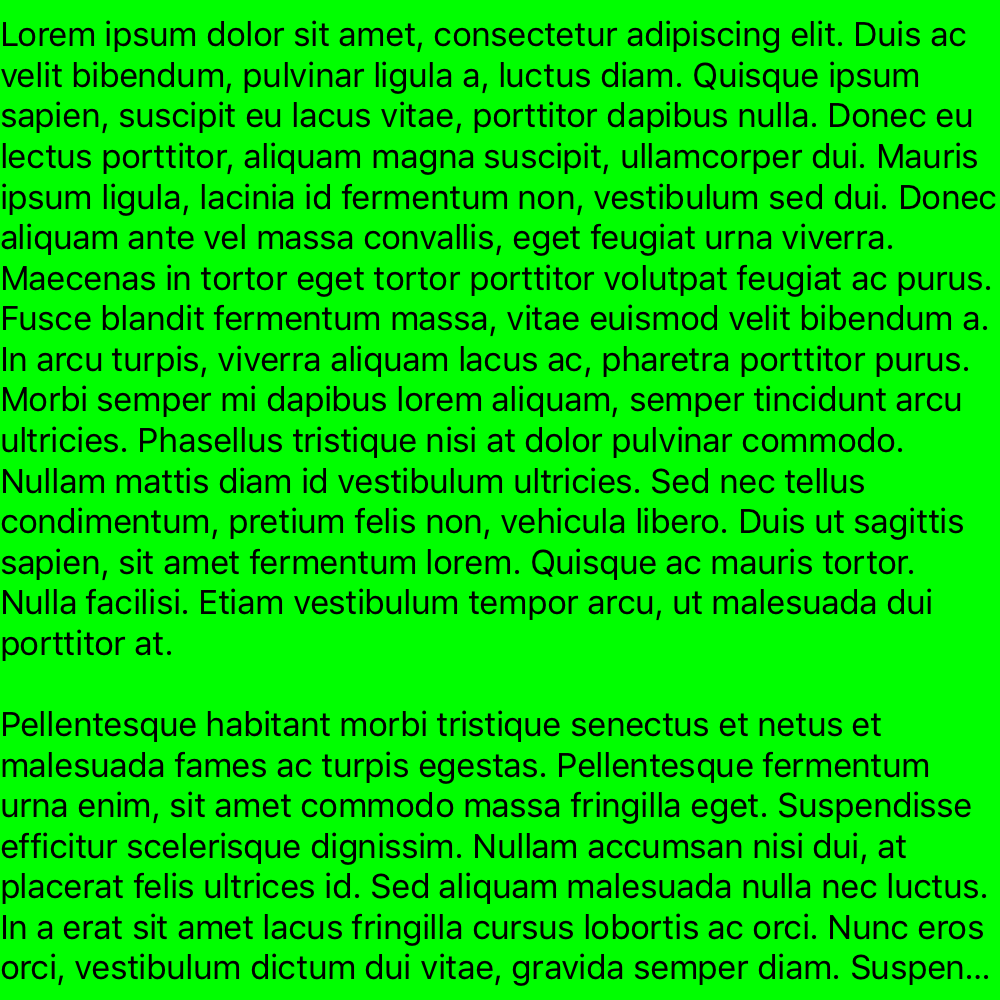 Lorem ipsum dolor sit amet, consectetur adipiscing elit. Duis ac
velit bibendum, pulvinar ligula a, luctus diam. Quisque ipsum
sapien, suscipit eu lacus vitae, porttitor dapibus nulla. Donec eu
lectus porttitor, aliquam magna suscipit, ullamcorper dui. Mauris
ipsum ligula, lacinia id fermentum non, vestibulum sed dui. Donec
aliquam ante vel massa convallis, eget feugiat urna viverra.
Maecenas in tortor eget tortor porttitor volutpat feugiat ac purus.
Fusce blandit fermentum massa, vitae euismod velit bibendum a.
In arcu turpis, viverra aliquam lacus ac, pharetra porttitor purus.
Morbi semper mi dapibus lorem aliquam, semper tincidunt arcu
ultricies. Phasellus tristique nisi at dolor pulvinar commodo.
Nullam mattis diam id vestibulum ultricies. Sed nec tellus
condimentum, pretium felis non, vehicula libero. Duis ut sagittis
sapien, sit amet fermentum lorem. Quisque ac mauris tortor.
Nulla facilisi. Etiam vestibulum tempor arcu, ut malesuada dui
porttitor at.

Pellentesque habitant morbi tristique senectus et netus et
malesuada fames ac turpis egestas. Pellentesque fermentum
urna enim, sit amet commodo massa fringilla eget. Suspendisse
efficitur scelerisque dignissim. Nullam accumsan nisi dui, at
placerat felis ultrices id. Sed aliquam malesuada nulla nec luctus.
In a erat sit amet lacus fringilla cursus lobortis ac orci. Nunc eros
orci, vestibulum dictum dui vitae, gravida semper diam. Suspen...